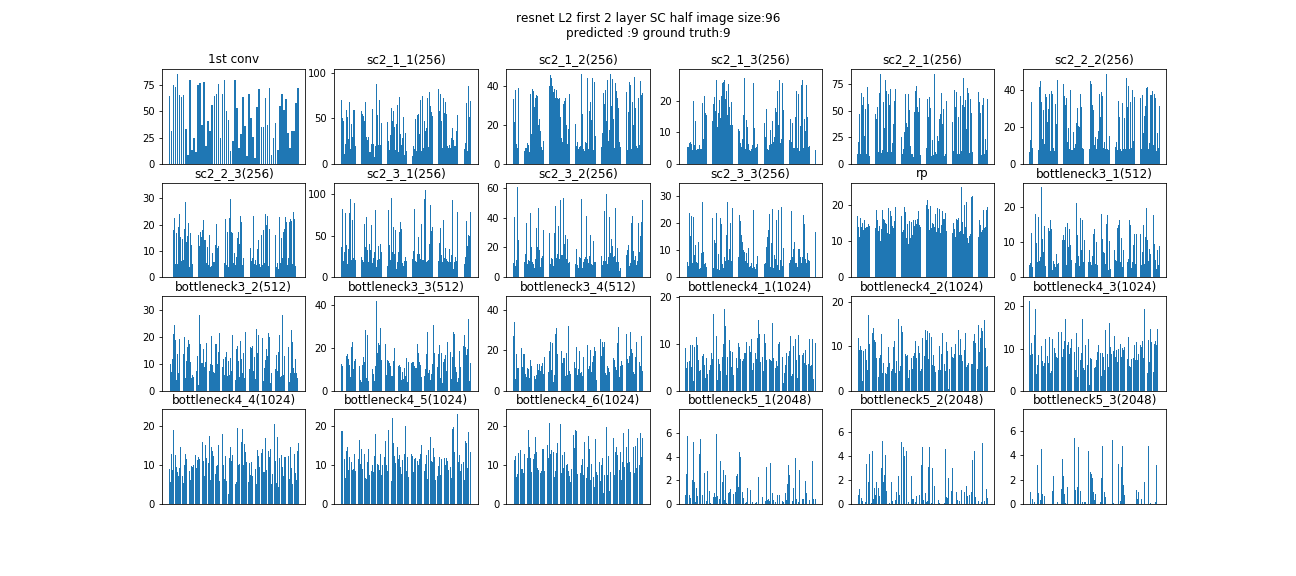 resnet L2 first 2 layer SC half image size:96
predicted :9 ground truth:9
1st conv sc2_1_1(256) sc2_1_2(256) sc2_1_3(256) sc2_2_1(256) sc2_2_2(256)
75 100 40 20 75 40
50 50 20 10 50 20
25 0 0 0 25 0
0 0
sc2_2_3(256) sc2_3_1(256) sc2_3_2(256) sc2_3_3(256) rp bottleneck3_1(512)
30 100 60 30 20 20
20 50 40 20 10 10
10 0 20 10 0 0
0 0 0
bottleneck3_2(512) bottleneck3_3(512) bottleneck3_4(512) bottleneck4_1(1024) bottleneck4_2(1024) bottleneck4_3(1024)
30 40 40 20 20 20
20 20 20 10 10 10
10 0 0 0 0 0
0
bottleneck4_4(1024) bottleneck4_5(1024) bottleneck4_6(1024) bottleneck5_1(2048) bottleneck5_2(2048) bottleneck5_3(2048)
20 20 20 6 6 6
10 10 10 4 4 4
0 0 0 2 2 2
0 0 0